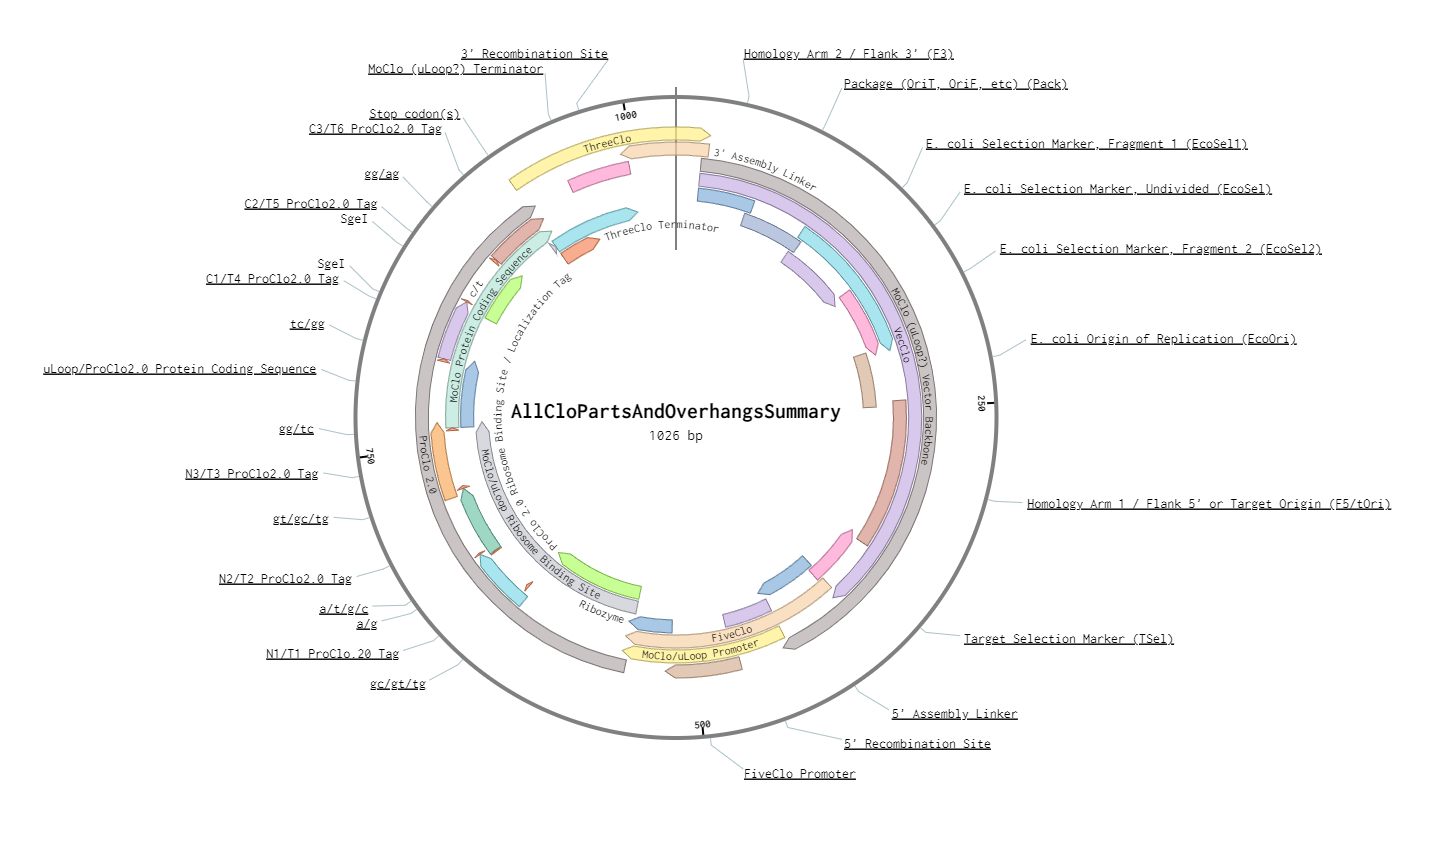 3' Recombination Site
Homology Arm 2 / Flank 3' (F3)
MoClo (uLoop?) Terminator
Package (OriT, OriF, etc) (Pack)
Stop codon(s)
C3/T6 ProClo2.0 Tag
E. coli Selection Marker, Fragment 1 (EcoSel1)
gg/ag
E. coli Selection Marker, Undivided (EcoSel)
C2/T5 ProClo2.0 Tag
SgeI
E. coli Selection Marker, Fragment 2 (EcoSel2)
SgeI
C1/T4 ProClo2.0 Tag
tc/gg
E. coli Origin of Replication (EcoOri)
uLoop/ProClo2.0 Protein Coding Sequence
gg/tc
N3/T3 ProClo2.0 Tag
Homology Arm 1 / Flank 5' or Target Origin (F5/tOri)
gt/gc/tg
N2/T2 ProClo2.0 Tag
a/t/g/c
a/g
Target Selection Marker (TSel)
N1/T1 ProClo.20 Tag
gc/gt/tg
5' Assembly Linker
5' Recombination Site
FiveClo Promoter
1000
250
500
750
ThreeClo
3' Assembly Linker
ThreeClo Terminator
MoClo (uLoop?) Vector Backbone
VecClo
c/t
MoClo Protein Coding Sequence
ProClo 2.0 Ribosome Binding Site / Localization Tag
AllCloPartsAndOverhangsSummary
1026 bp
ProClo 2.0
MoClo/uLoop Ribosome Binding Site
Ribozyme
FiveClo
MoClo/uLoop Promoter